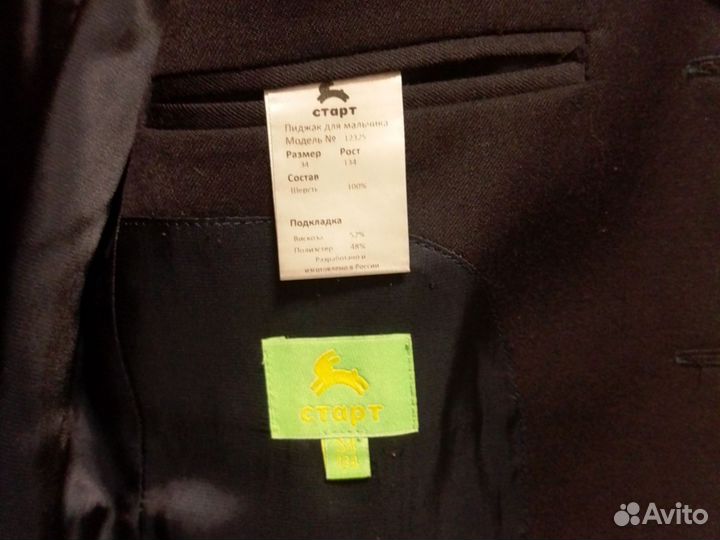 старт
Пиджак для мальчика
Модель № 12325
Размер Рост
34 134
Состав
Шерсть 100%
Подкладка
Вискоза 52%
Полиэстер 48%
Разработано и
изготовлено в России
старт
34
134
Avito